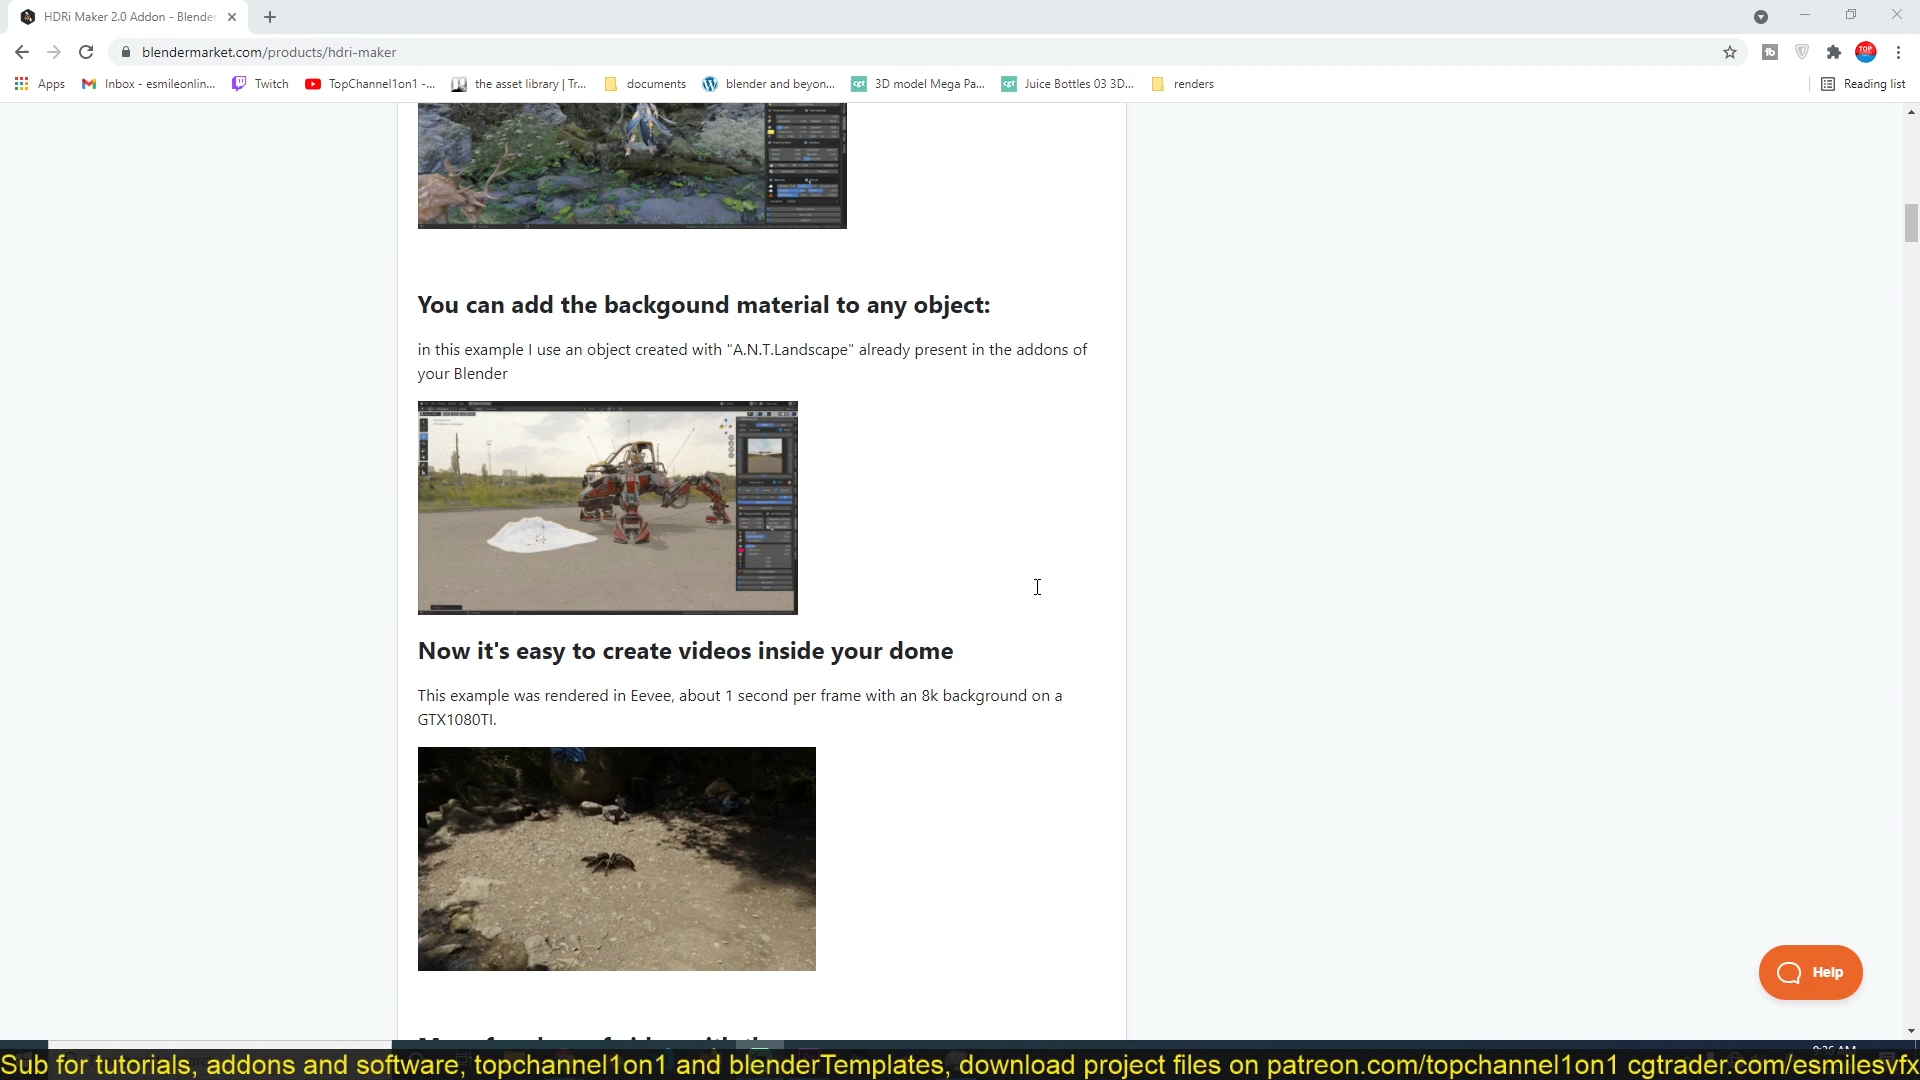 HDRi Maker 2.0 Addon - Blender
blendermarket.com/products/hdri-maker
Apps
Inbox - esmileonlin...
Twitch
TopChannel1on1 -...
the asset library | Tr...
documents
blender and beyon...
3D model Mega Pa...
Juice Bottles 03 3D...
renders
Reading list
You can add the backgound material to any object:
in this example I use an object created with "A.N.T.Landscape" already present in the addons of
your Blender
Now it's easy to create videos inside your dome
This example was rendered in Eevee, about 1 second per frame with an 8k background on a
GTX1080TI.
Help
Sub for tutorials, addons and software, topchannel1on1 and blenderTemplates, download project files on patreon.com/topchannel1on1 cgtrader.com/esmilesvfx